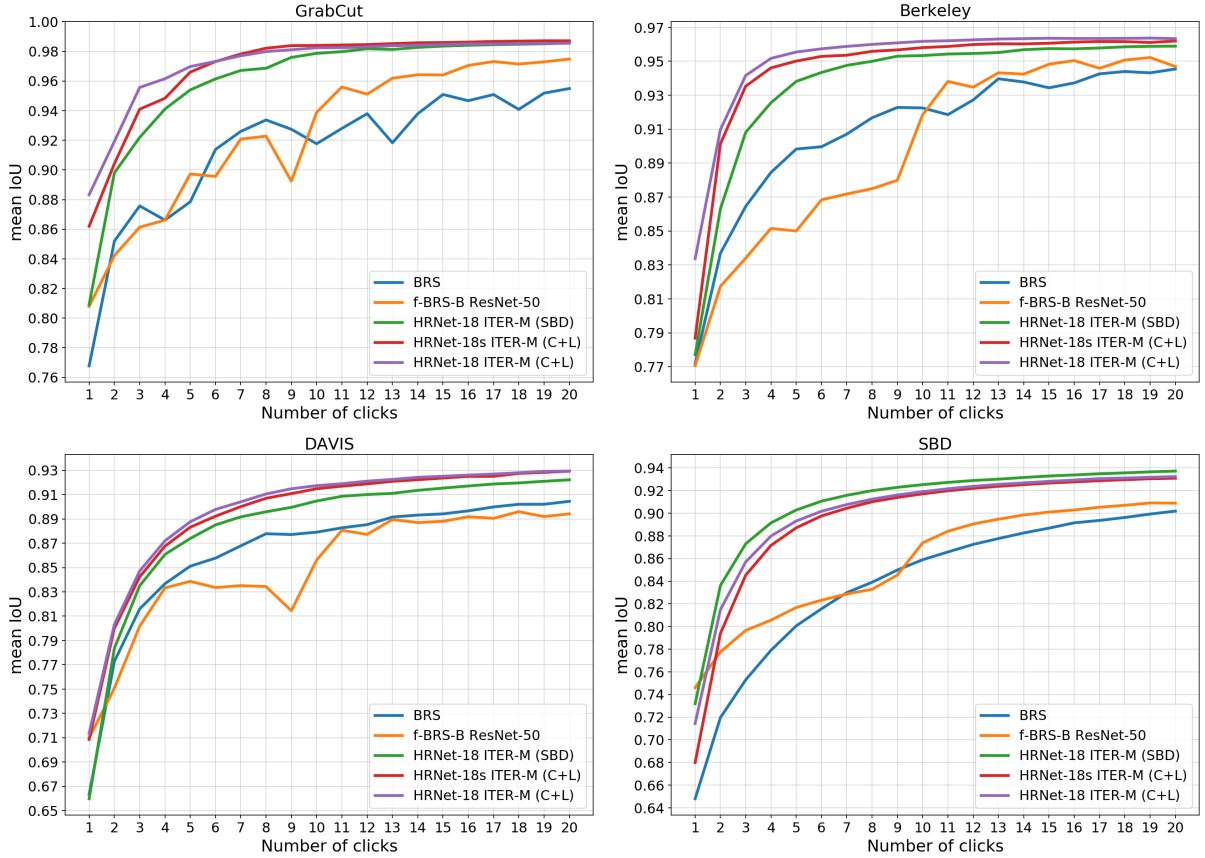 GrabCut
1.00
0.98
0.96
0.94
0.92
0.90
0.88
0.86
0.84
0.82
0.80
0.78
0.76
mean IoU
BRS
f-BRS-B ResNet-50
HRNet-18 ITER-M (SBD)
HRNet-18s ITER-M (C+L)
HRNet-18 ITER-M (C+L)
1 2 3 4 5 6 7 8 9 10 11 12 13 14 15 16 17 18 19 20
Number of clicks
Berkeley
0.97
0.95
0.93
0.91
0.89
0.87
0.85
0.83
0.81
0.79
0.77
mean IoU
BRS
f-BRS-B ResNet-50
HRNet-18 ITER-M (SBD)
HRNet-18s ITER-M (C+L)
HRNet-18 ITER-M (C+L)
1 2 3 4 5 6 7 8 9 10 11 12 13 14 15 16 17 18 19 20
Number of clicks
DAVIS
0.93
0.91
0.89
0.87
0.85
0.83
0.81
0.79
0.77
0.75
0.73
0.71
0.69
0.67
0.65
mean IoU
BRS
f-BRS-B ResNet-50
HRNet-18 ITER-M (SBD)
HRNet-18s ITER-M (C+L)
HRNet-18 ITER-M (C+L)
1 2 3 4 5 6 7 8 9 10 11 12 13 14 15 16 17 18 19 20
Number of clicks
SBD
0.94
0.92
0.90
0.88
0.86
0.84
0.82
0.80
0.78
0.76
0.74
0.72
0.70
0.68
0.66
0.64
mean IoU
BRS
f-BRS-B ResNet-50
HRNet-18 ITER-M (SBD)
HRNet-18s ITER-M (C+L)
HRNet-18 ITER-M (C+L)
1 2 3 4 5 6 7 8 9 10 11 12 13 14 15 16 17 18 19 20
Number of clicks